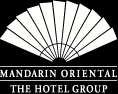 MANDARIN ORIENTAL
THE HOTEL GROUP